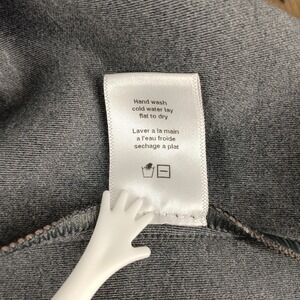 Hand wash
cold water lay
flat to dry
Laver a la main
a l'eau froide
sechage a plat